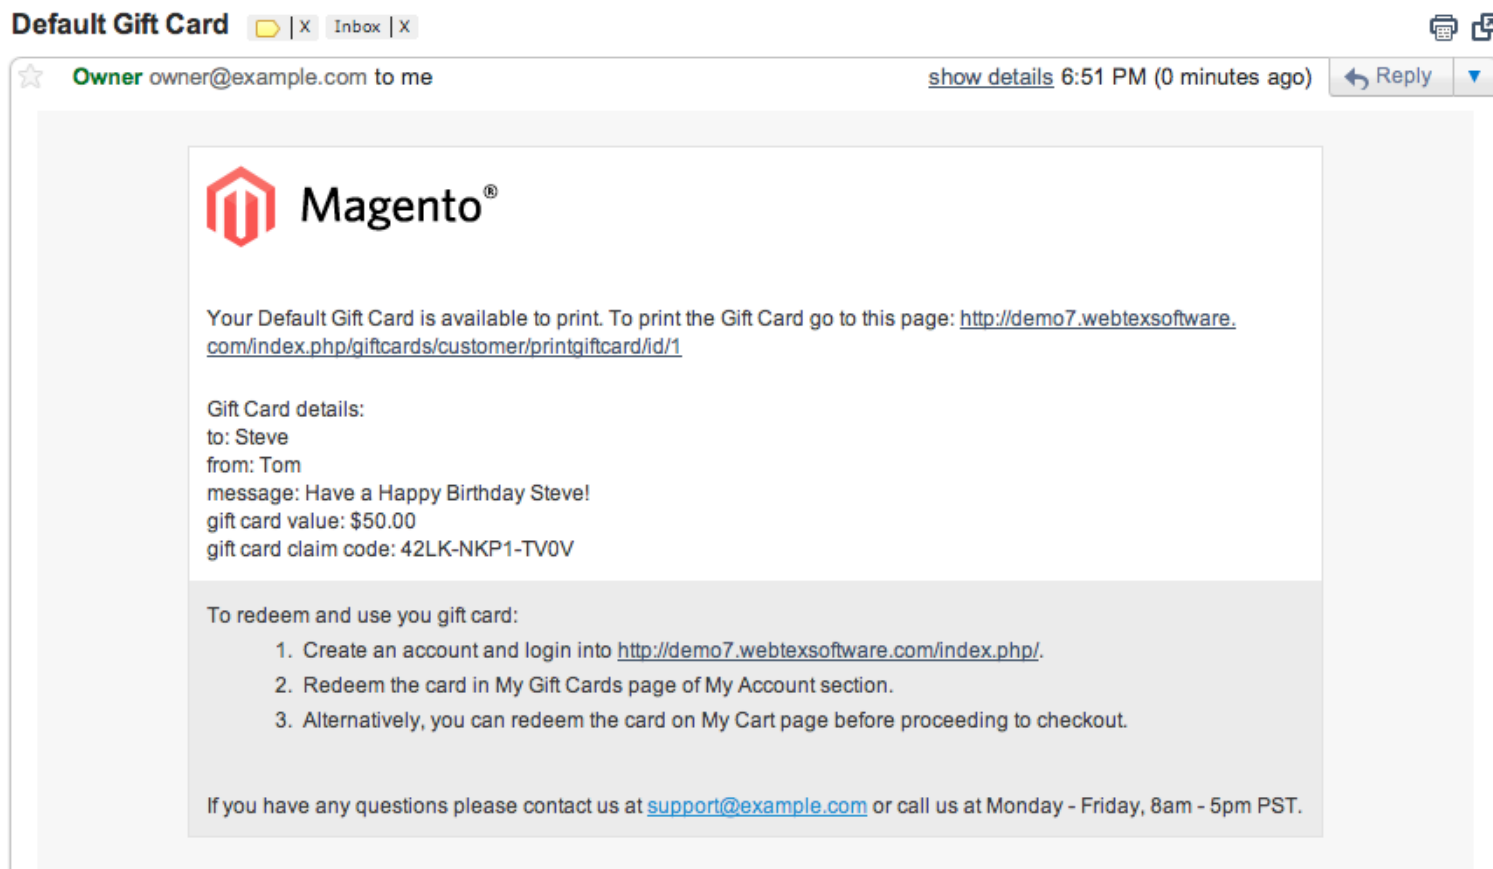 Default Gift Card | X Inbox | X
Owner owner@example.com to me show details 6:51 PM (0 minutes ago) Reply
Magento®
Your Default Gift Card is available to print. To print the Gift Card go to this page: http://demo7.webtexsoftware.
com/index.php/giftcards/customer/printgiftcard/id/1
Gift Card details:
to: Steve
from: Tom
message: Have a Happy Birthday Steve!
gift card value: $50.00
gift card claim code: 42LK-NKP1-TV0V
To redeem and use you gift card:
1. Create an account and login into http://demo7.webtexsoftware.com/index.php/.
2. Redeem the card in My Gift Cards page of My Account section.
3. Alternatively, you can redeem the card on My Cart page before proceeding to checkout.
If you have any questions please contact us at support@example.com or call us at Monday - Friday, 8am - 5pm PST.